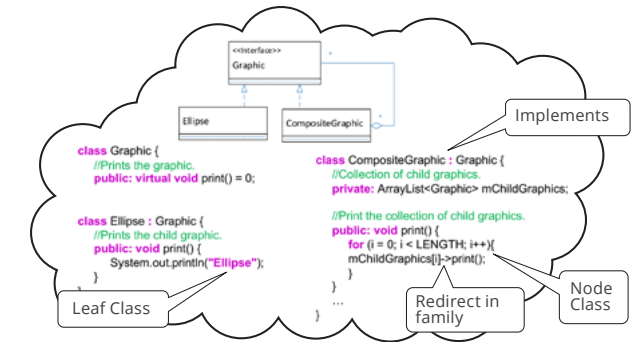 <<Interface>>
Graphic
*
Ellipse
CompositeGraphic
*
Implements
class Graphic {
//Prints the graphic.
public: virtual void print() = 0;
class Ellipse : Graphic {
//Prints the child graphic.
public: void print() {
System.out.println("Ellipse");
}
}
Leaf Class
class CompositeGraphic : Graphic {
//Collection of child graphics.
private: ArrayList<Graphic> mChildGraphics;
//Print the collection of child graphics.
public: void print() {
for (i = 0; i < LENGTH; i++){
mChildGraphics[i]->print();
}
}
...
}
Redirect in
family
Node
Class